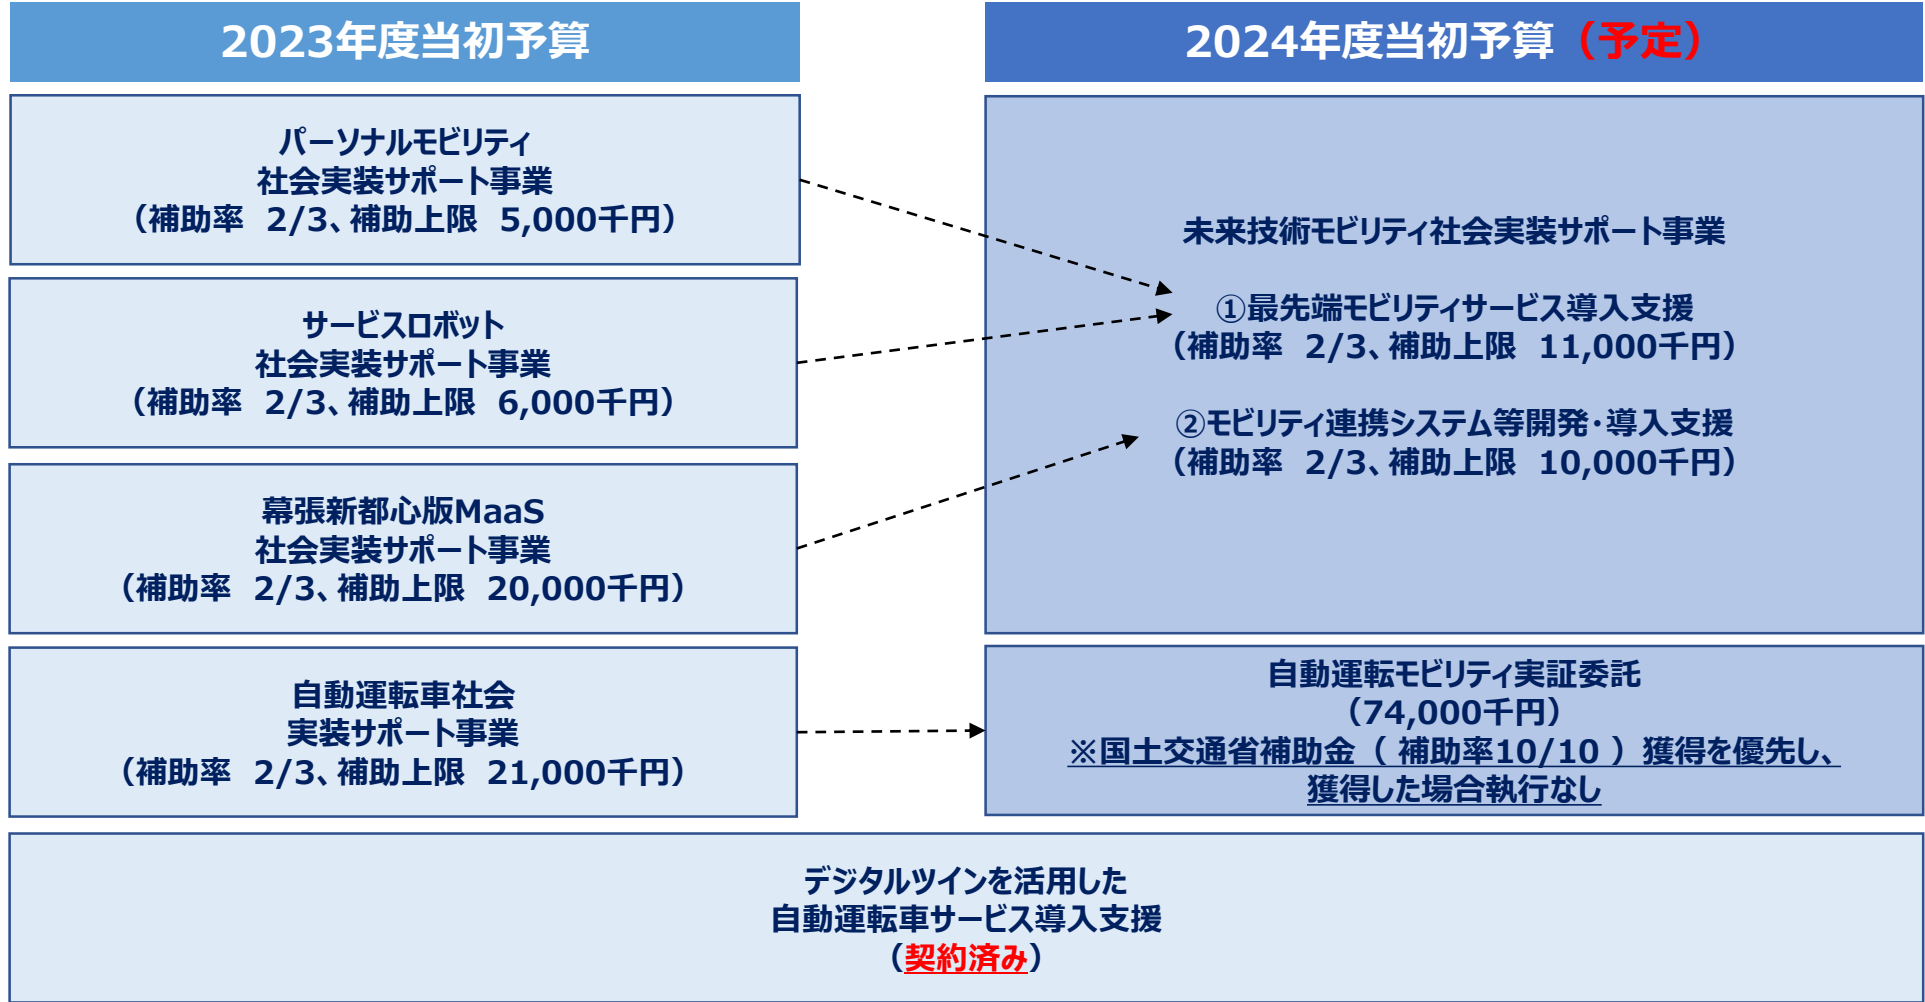 2023年度当初予算
パーソナルモビリティ
社会実装サポート事業
（補助率 2/3、補助上限 5,000千円）
サービスロボット
社会実装サポート事業
（補助率 2/3、補助上限 6,000千円）
幕張新都心版MaaS
社会実装サポート事業
（補助率 2/3、補助上限 20,000千円）
自動運転車社会
実装サポート事業
（補助率 2/3、補助上限 21,000千円）
2024年度当初予算（予定）
未来技術モビリティ社会実装サポート事業
①最先端モビリティサービス導入支援
（補助率 2/3、補助上限 11,000千円）
②モビリティ連携システム等開発・導入支援
（補助率 2/3、補助上限 10,000千円）
自動運転モビリティ実証委託
（74,000千円）
※国土交通省補助金（ 補助率10/10 ）獲得を優先し、
獲得した場合執行なし
デジタルツインを活用した
自動運転車サービス導入支援
（契約済み）